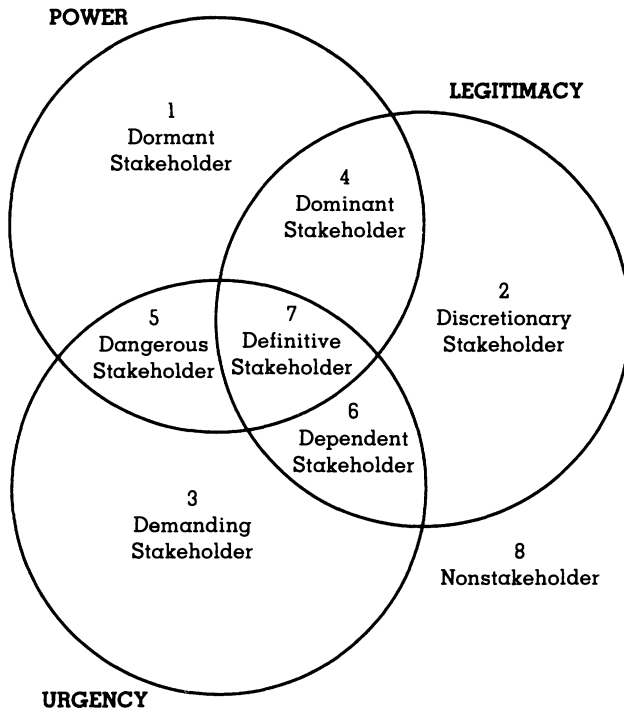 POWER
LEGITIMACY
1
Dormant
Stakeholder
4
Dominant
Stakeholder
2
Discretionary
Stakeholder
5
Dangerous
Stakeholder
7
Definitive
Stakeholder
6
Dependent
Stakeholder
3
Demanding
Stakeholder
8
Nonstakeholder
URGENCY